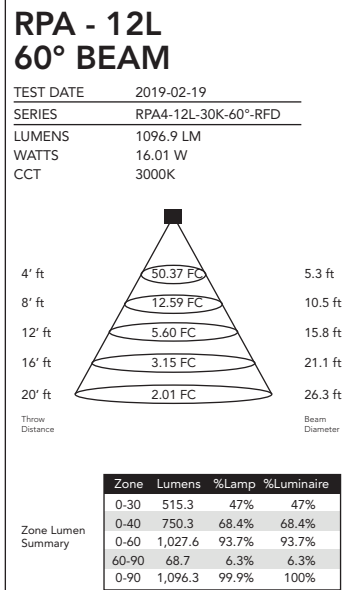 RPA - 12L
60° BEAM
TEST DATE 2019-02-19
SERIES RPA4-12L-30K-60°-RFD
LUMENS 1096.9 LM
WATTS 16.01 W
CCT 3000K
4' ft 50.37 FC 5.3 ft
8' ft 12.59 FC 10.5 ft
12' ft 5.60 FC 15.8 ft
16' ft 3.15 FC 21.1 ft
20' ft 2.01 FC 26.3 ft
Throw Distance
Beam Diameter
Zone Lumen Summary
Zone Lumens %Lamp %Luminaire
0-30 515.3 47% 47%
0-40 750.3 68.4% 68.4%
0-60 1,027.6 93.7% 93.7%
60-90 68.7 6.3% 6.3%
0-90 1,096.3 99.9% 100%